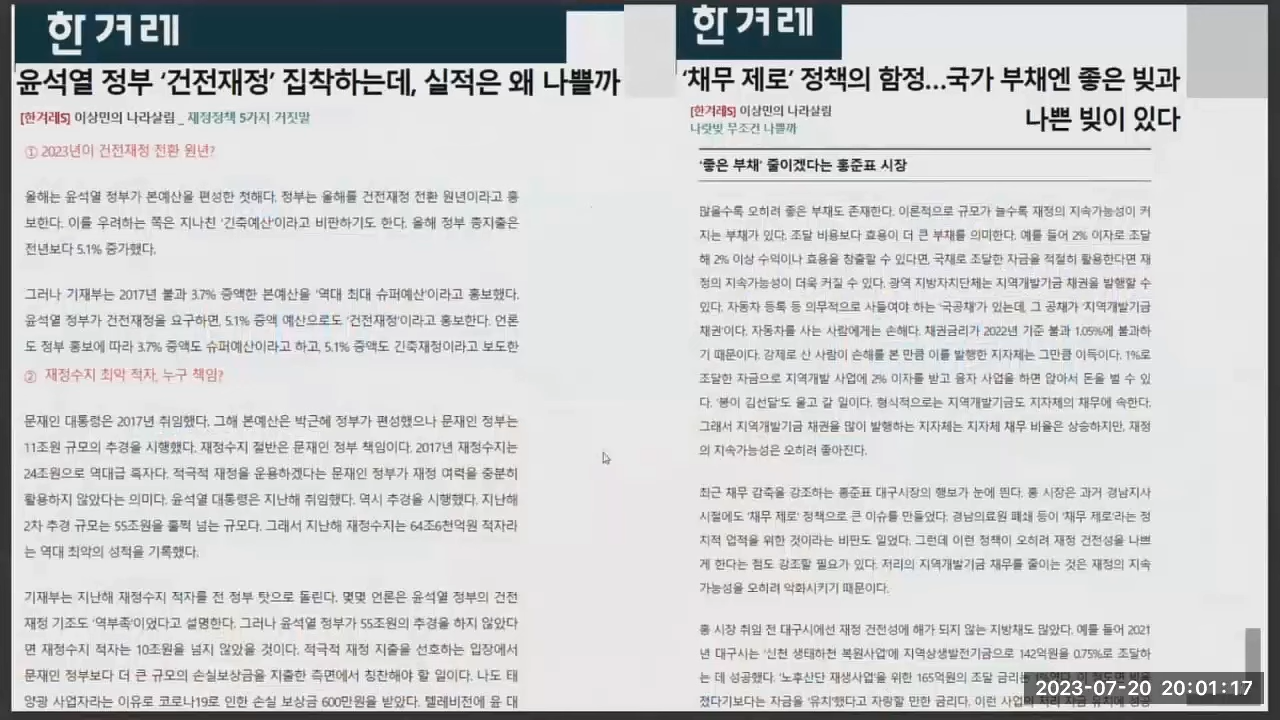 한겨레
윤석열 정부 ‘건전재정’ 집착하는데, 실적은 왜 나쁠까
[한겨레S] 이상민의 나라살림 _ 재정정책 5가지 거짓말
① 2023년이 건전재정 전환 원년?
올해는 윤석열 정부가 본예산을 편성한 첫해다. 정부는 올해를 건전재정 전환 원년이라고 홍
보한다. 이를 우려하는 쪽은 지나친 ‘긴축예산’이라고 비판하기도 한다. 올해 정부 총지출은
전년보다 5.1% 증가했다.
그러나 기재부는 2017년 불과 3.7% 증액한 본예산을 ‘역대 최대 슈퍼예산’이라고 홍보했다.
윤석열 정부가 건전재정을 요구하면, 5.1% 증액 예산으로도 ‘건전재정’이라고 홍보한다. 언론
도 정부 홍보에 따라 3.7% 증액도 슈퍼예산이라고 하고, 5.1% 증액도 긴축재정이라고 보도한
② 재정수지 최악 적자, 누구 책임?
문재인 대통령은 2017년 취임했다. 그해 본예산은 박근혜 정부가 편성했으나 문재인 정부는
11조원 규모의 추경을 시행했다. 재정수지 절반은 문재인 정부 책임이다. 2017년 재정수지는
24조원으로 역대급 흑자다. 적극적 재정을 운용하겠다는 문재인 정부가 재정 여력을 충분히
활용하지 않았다는 의미다. 윤석열 대통령은 지난해 취임했다. 역시 추경을 시행했다. 지난해
2차 추경 규모는 55조원을 훌쩍 넘는 규모다. 그래서 지난해 재정수지는 64조6천억원 적자라
는 역대 최악의 성적을 기록했다.
기재부는 지난해 재정수지 적자를 전 정부 탓으로 돌린다. 몇몇 언론은 윤석열 정부의 건전
재정 기조도 ‘역부족’이었다고 설명한다. 그러나 윤석열 정부가 55조원의 추경을 하지 않았다
면 재정수지 적자는 10조원을 넘지 않았을 것이다. 적극적 재정 지출을 선호하는 입장에서
문재인 정부보다 더 큰 규모의 손실보상금을 지출한 측면에서 칭찬해야 할 일이다. 나도 태
양광 사업자라는 이유로 코로나19로 인한 손실 보상금 600만원을 받았다. 텔레비전에 윤 대
한겨레
‘채무 제로’ 정책의 함정…국가 부채엔 좋은 빚과
나쁜 빚이 있다
[한겨레S] 이상민의 나라살림
나랏빚 무조건 나쁠까
‘좋은 부채’ 줄이겠다는 홍준표 시장
많을수록 오히려 좋은 부채도 존재한다. 이론적으로 규모가 늘수록 재정의 지속가능성이 커
지는 부채가 있다. 조달 비용보다 효용이 더 큰 부채를 의미한다. 예를 들어 2% 이자로 조달
해 2% 이상 수익이나 효용을 창출할 수 있다면, 국채로 조달한 자금을 적절히 활용한다면 재
정의 지속가능성이 더욱 커질 수 있다. 광역 지방자치단체는 지역개발기금 채권을 발행할 수
있다. 자동차 등록 등 의무적으로 사들여야 하는 ‘국공채’가 있는데, 그 공채가 ‘지역개발기금
채권’이다. 자동차를 사는 사람에게는 손해다. 채권금리가 2022년 기준 불과 1.05%에 불과하
기 때문이다. 강제로 산 사람이 손해를 본 만큼 이를 발행한 지자체는 그만큼 이득이다. 1%로
조달한 자금으로 지역개발 사업에 2% 이자를 받고 융자 사업을 하면 앉아서 돈을 벌 수 있
다. ‘봉이 김선달’도 울고 갈 일이다. 형식적으로는 지역개발기금도 지자체의 채무에 속한다.
그래서 지역개발기금 채권을 많이 발행하는 지자체는 지자체 채무 비율은 상승하지만, 재정
의 지속가능성은 오히려 좋아진다.
최근 채무 감축을 강조하는 홍준표 대구시장의 행보가 눈에 띈다. 홍 시장은 과거 경남지사
시절에도 ‘채무 제로’ 정책으로 큰 이슈를 만들었다. 경남의료원 폐쇄 등이 ‘채무 제로’라는 정
치적 업적을 위한 것이라는 비판도 일었다. 그런데 이런 정책이 오히려 재정 건전성을 나쁘
게 한다는 점도 강조할 필요가 있다. 저리의 지역개발기금 채무를 줄이는 것은 재정의 지속
가능성을 오히려 악화시키기 때문이다.
홍 시장 취임 전 대구시에선 재정 건전성에 해가 되지 않는 지방채도 많았다. 예를 들어 2021
년 대구시는 ‘신천 생태하천 복원사업’에 지역상생발전기금으로 142억원을 0.75%로 조달하
는 데 성공했다. ‘노후산단 재생사업’을 위한 165억원의 조달 금리는
졌다기보다는 자금을 ‘유치’했다고 자랑할 만한 금리다. 이런 사업의
2023-07-20 20:01:17